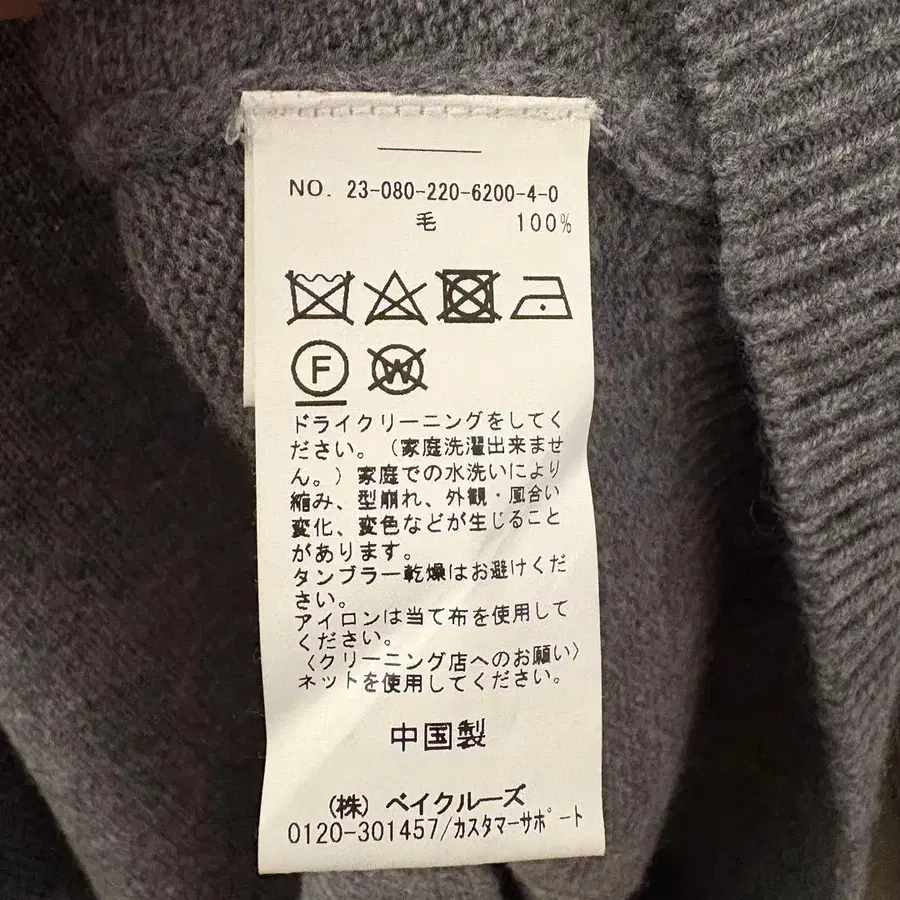 NO. 23-080-220-6200-4-0
毛 100%
F W
ドライクリーニングをしてく
ださい。（家庭洗濯出来ませ
ん。）家庭での水洗いにより
縮み、型崩れ、外観・風合い
変化、変色などが生じること
があります。
タンブラー乾燥はお避けくだ
さい。
アイロンは当て布を使用して
ください。
〈クリーニング店へのお願い〉
ネットを使用してください。
中国製
（株）ベイクルーズ
0120-301457/カスタマーサポート